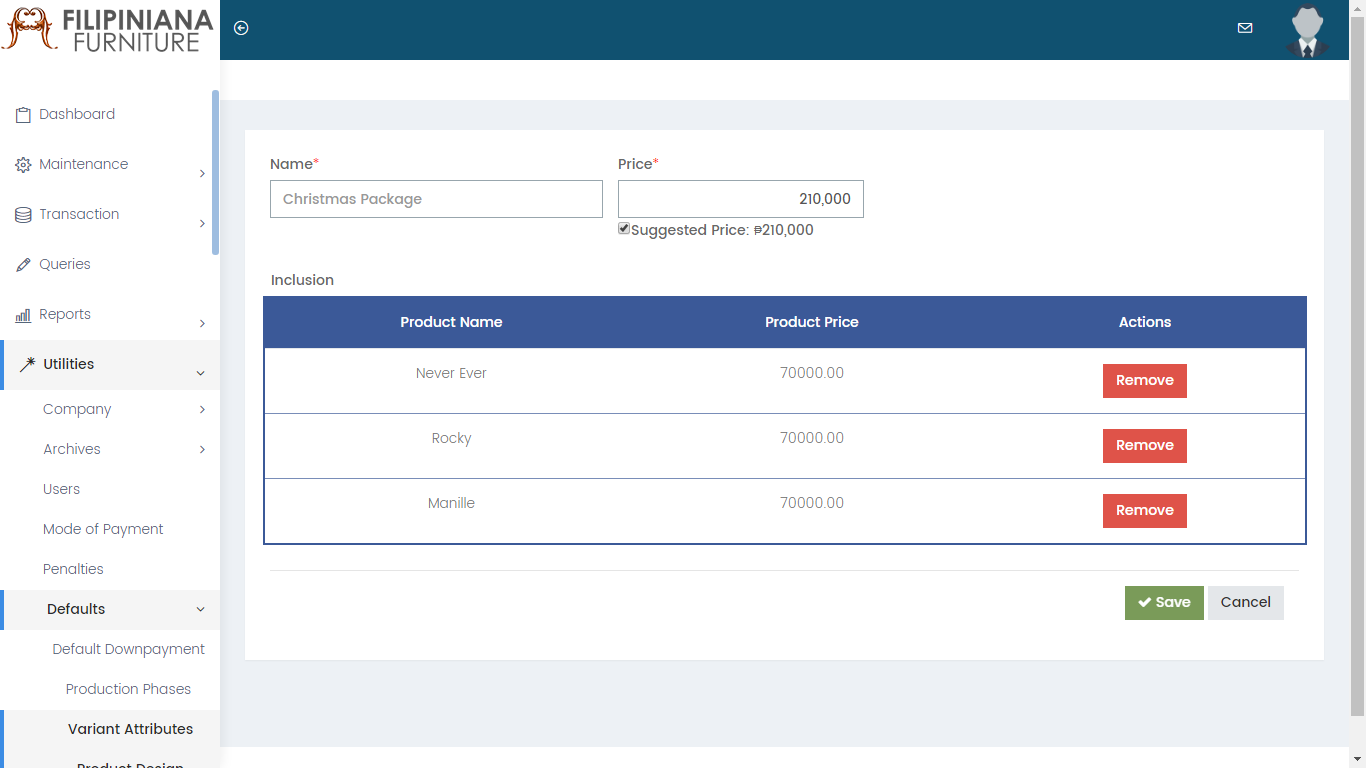 FILIPINIANA
FURNITURE
Dashboard
Maintenance
Transaction
Queries
Reports
Utilities
Company
Archives
Users
Mode of Payment
Penalties
Defaults
Default Downpayment
Production Phases
Variant Attributes
Product Design
Name*
Christmas Package
Price*
210,000
Suggested Price: ₱210,000
Inclusion
Product Name Product Price Actions
Never Ever 70000.00 Remove
Rocky 70000.00 Remove
Manille 70000.00 Remove
Save Cancel